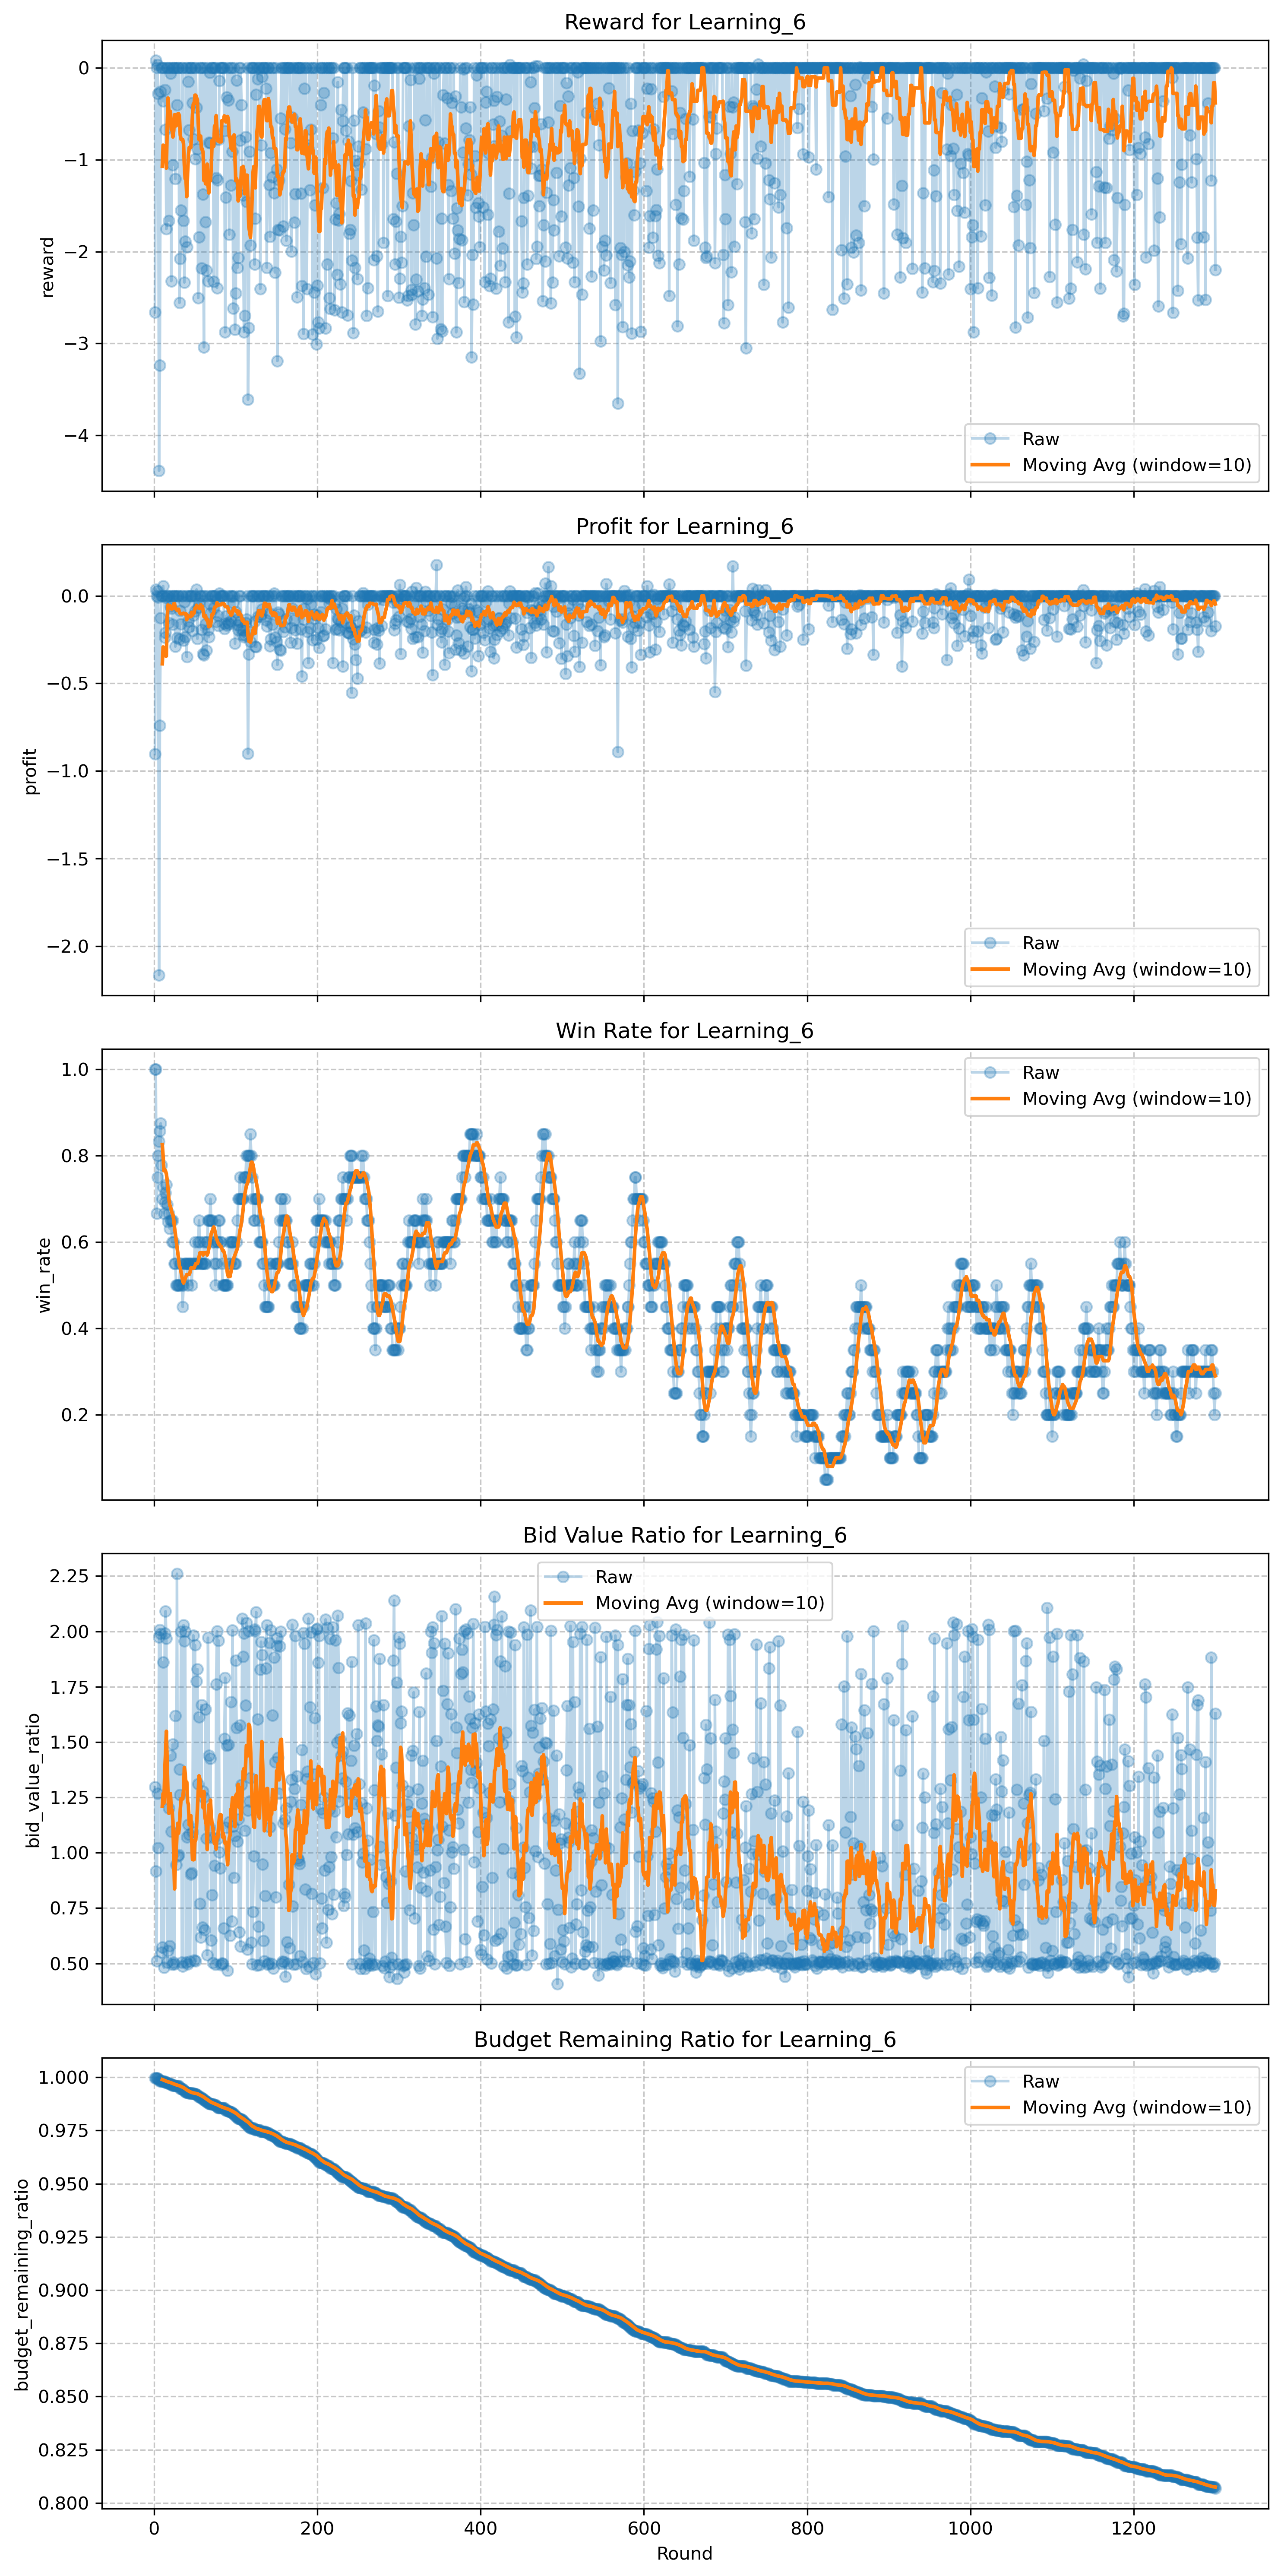 Reward for Learning_6
0
−1
−2
−3
−4
reward
Raw
Moving Avg (window=10)
Profit for Learning_6
0.0
−0.5
−1.0
−1.5
−2.0
profit
Raw
Moving Avg (window=10)
Win Rate for Learning_6
1.0
0.8
0.6
0.4
0.2
win_rate
Raw
Moving Avg (window=10)
Bid Value Ratio for Learning_6
2.25
2.00
1.75
1.50
1.25
1.00
0.75
0.50
bid_value_ratio
Raw
Moving Avg (window=10)
Budget Remaining Ratio for Learning_6
1.000
0.975
0.950
0.925
0.900
0.875
0.850
0.825
0.800
budget_remaining_ratio
Raw
Moving Avg (window=10)
0 200 400 600 800 1000 1200
Round